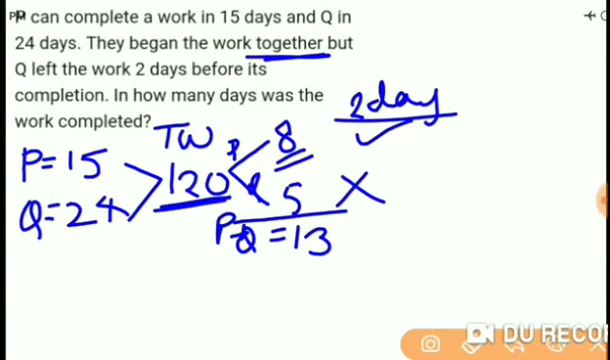 P can complete a work in 15 days and Q in
24 days. They began the work together but
Q left the work 2 days before its
completion. In how many days was the
work completed?
2day
TW
P 8
P=15
120
Q=24
5
PQ=13
DU RECOR